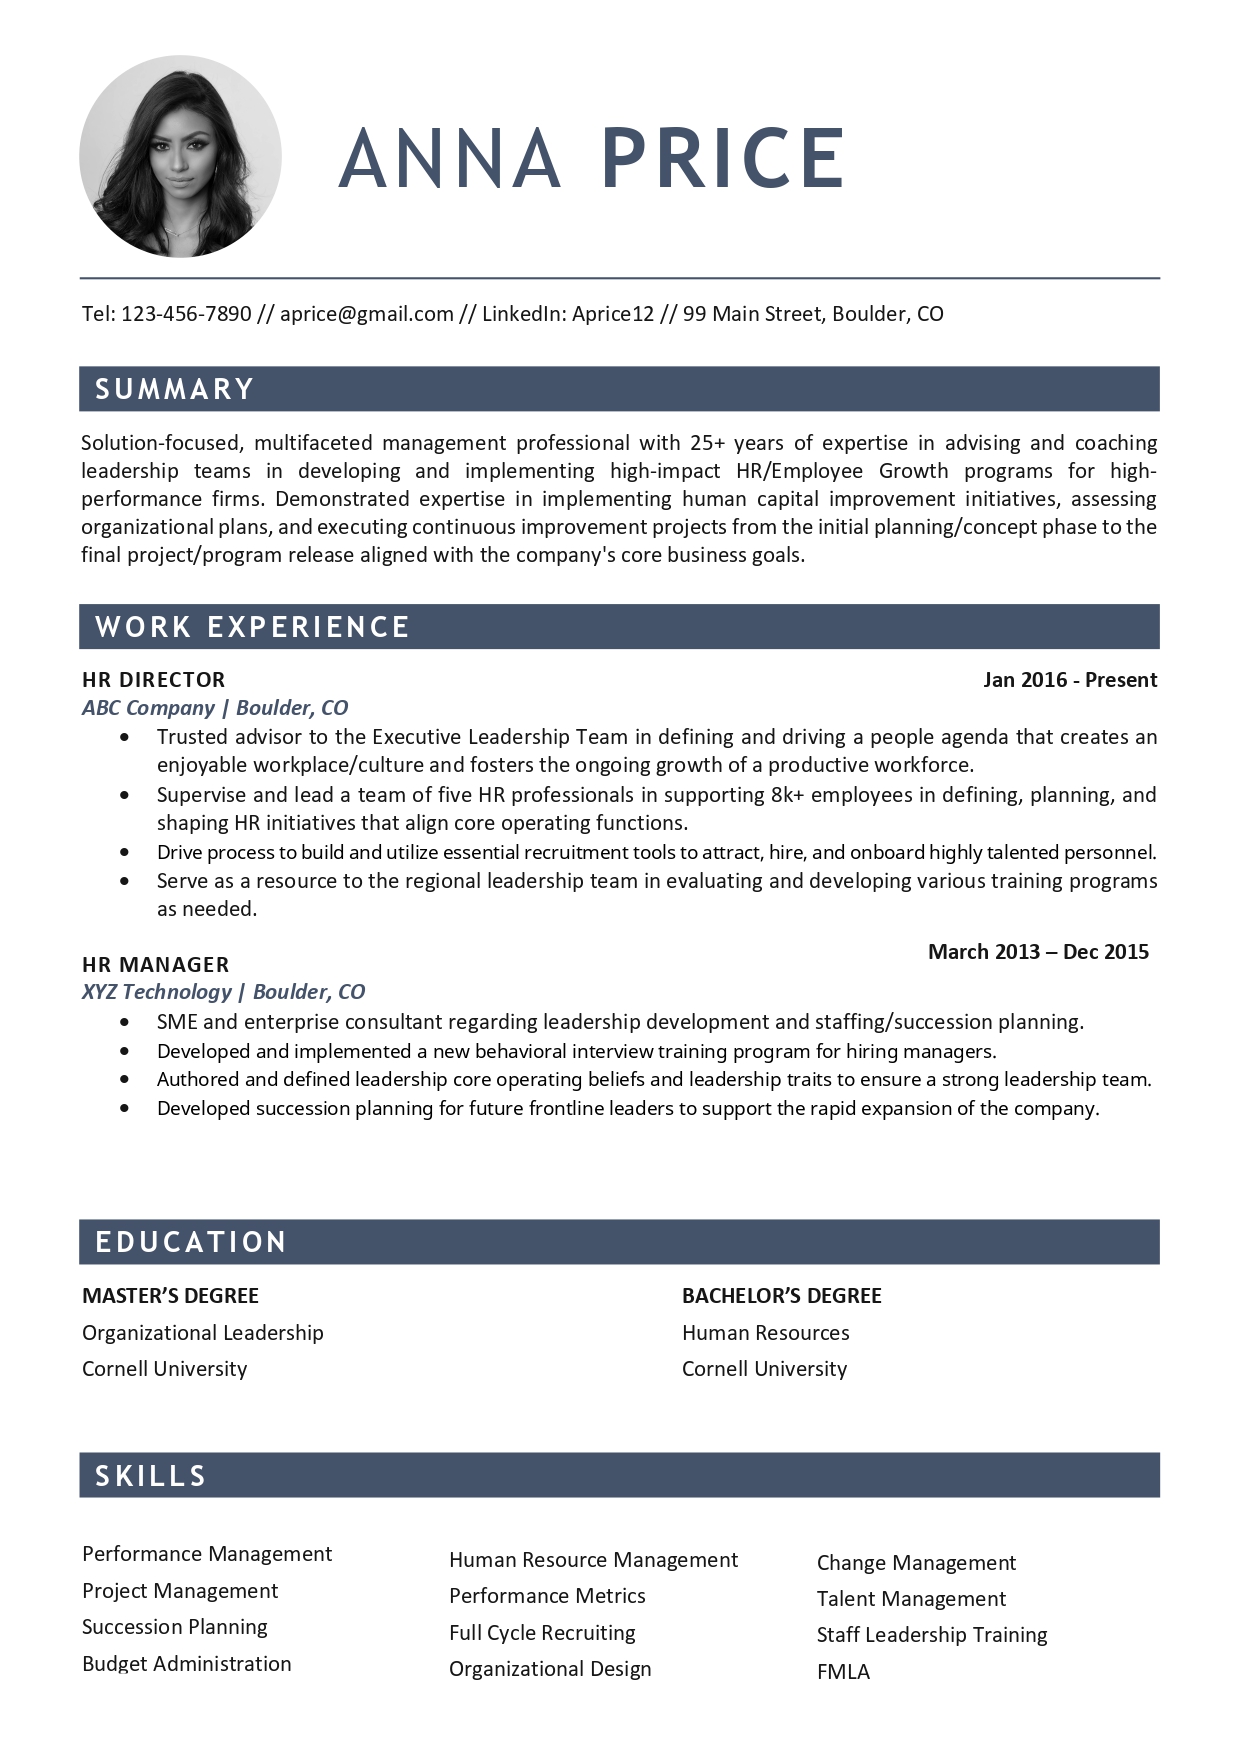 ANNA PRICE
Tel: 123-456-7890 // aprice@gmail.com // LinkedIn: Aprice12 // 99 Main Street, Boulder, CO
SUMMARY
Solution-focused, multifaceted management professional with 25+ years of expertise in advising and coaching
leadership teams in developing and implementing high-impact HR/Employee Growth programs for high-
performance firms. Demonstrated expertise in implementing human capital improvement initiatives, assessing
organizational plans, and executing continuous improvement projects from the initial planning/concept phase to the
final project/program release aligned with the company's core business goals.
WORK EXPERIENCE
HR DIRECTOR Jan 2016 - Present
ABC Company | Boulder, CO
• Trusted advisor to the Executive Leadership Team in defining and driving a people agenda that creates an
enjoyable workplace/culture and fosters the ongoing growth of a productive workforce.
• Supervise and lead a team of five HR professionals in supporting 8k+ employees in defining, planning, and
shaping HR initiatives that align core operating functions.
• Drive process to build and utilize essential recruitment tools to attract, hire, and onboard highly talented personnel.
• Serve as a resource to the regional leadership team in evaluating and developing various training programs
as needed.
HR MANAGER March 2013 – Dec 2015
XYZ Technology | Boulder, CO
• SME and enterprise consultant regarding leadership development and staffing/succession planning.
• Developed and implemented a new behavioral interview training program for hiring managers.
• Authored and defined leadership core operating beliefs and leadership traits to ensure a strong leadership team.
• Developed succession planning for future frontline leaders to support the rapid expansion of the company.
EDUCATION
MASTER’S DEGREE
Organizational Leadership
Cornell University
BACHELOR’S DEGREE
Human Resources
Cornell University
SKILLS
Performance Management
Project Management
Succession Planning
Budget Administration
Human Resource Management
Performance Metrics
Full Cycle Recruiting
Organizational Design
Change Management
Talent Management
Staff Leadership Training
FMLA